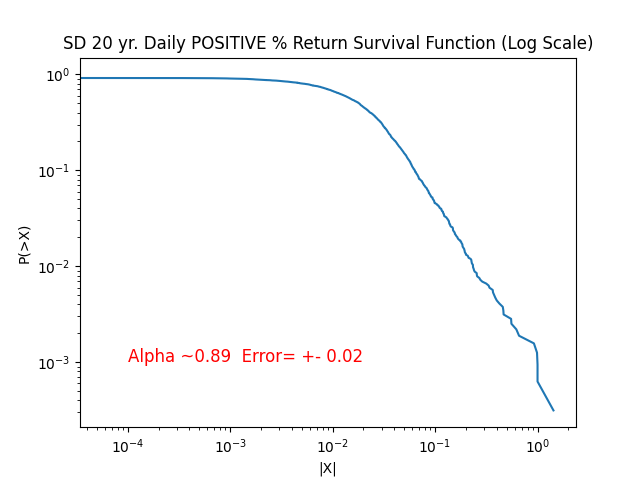 SD 20 yr. Daily POSITIVE % Return Survival Function (Log Scale)
10⁰
10⁻¹
10⁻²
10⁻³
P(>X)
Alpha ~0.89  Error= +- 0.02
10⁻⁴ 10⁻³ 10⁻² 10⁻¹ 10⁰
|X|